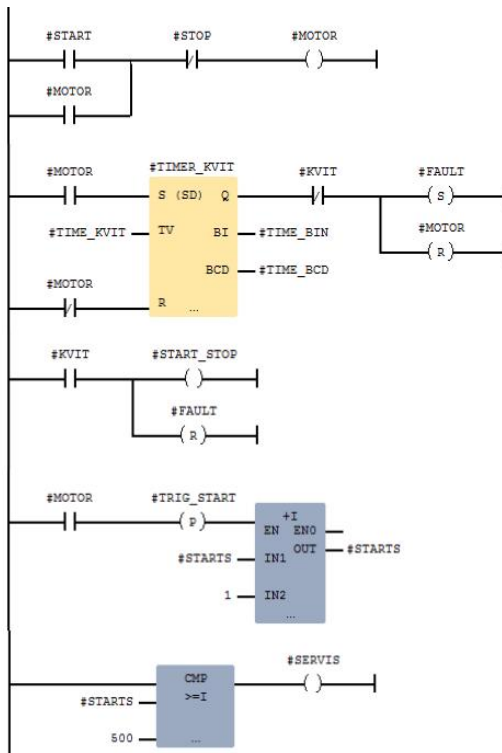 #START #STOP #MOTOR
#MOTOR
#TIMER_KVIT
#MOTOR #KVIT #FAULT
S (SD) Q S
#MOTOR
#TIME_KVIT TV BI #TIME_BIN R
BCD #TIME_BCD
#MOTOR
R ...
#KVIT #START_STOP
#FAULT
R
#MOTOR #TRIG_START
P +I
EN ENO
OUT #STARTS
#STARTS IN1
1 IN2
...
CMP #SERVIS
>=I
#STARTS
500 ...